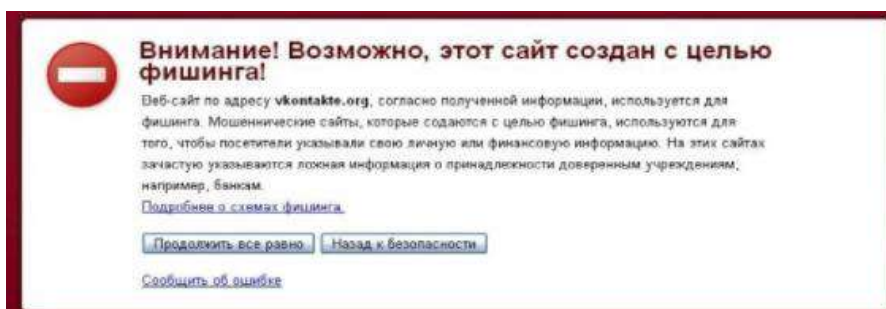 Внимание! Возможно, этот сайт создан с целью
фишинга!
Веб-сайт по адресу vkontakte.org, согласно полученной информации, используется для
фишинга. Мошеннические сайты, которые содаются с целью фишинга, используются для
того, чтобы посетители указывали свою личную или финансовую информацию. На этих сайтах
зачастую указываются ложная информация о принадлежности доверенным учреждениям,
например, банкам.
Подробнее о схемах фишинга.
Продолжить все равно Назад к безопасности
Сообщить об ошибке